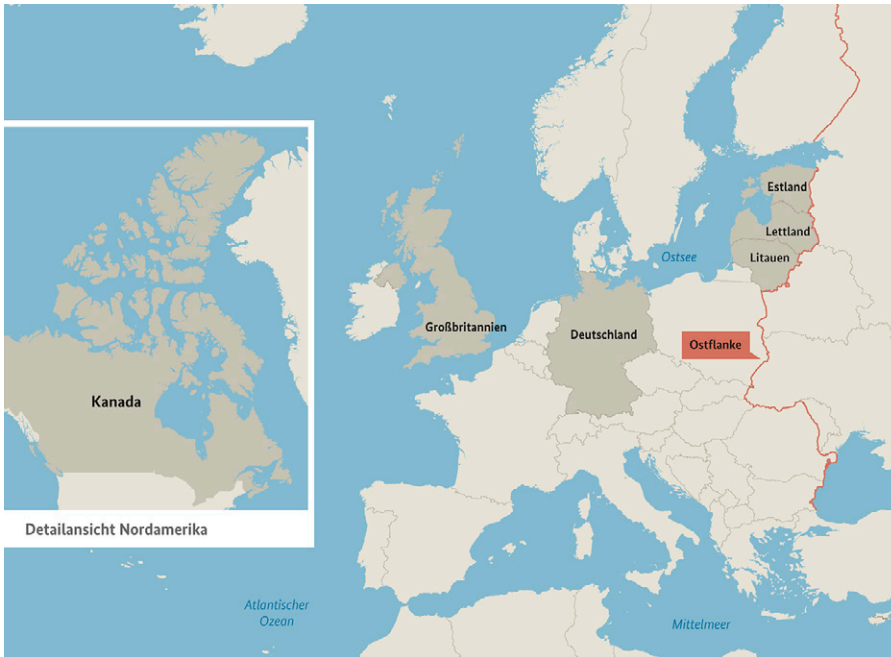 Estland
Lettland
Ostsee
Litauen
Großbritannien
Deutschland
Ostflanke
Kanada
Detailansicht Nordamerika
Atlantischer
Ozean
Mittelmeer